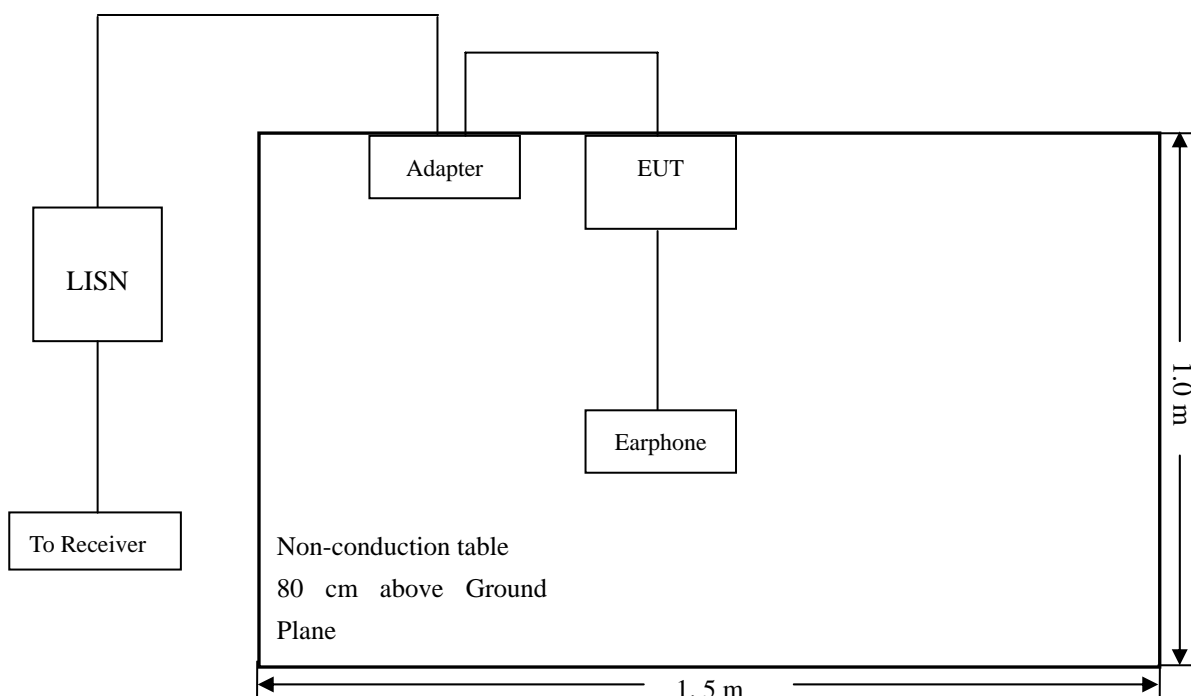 Adapter
EUT
LISN
Earphone
To Receiver
Non-conduction table
80 cm above Ground
Plane
1.0 m
1. 5 m